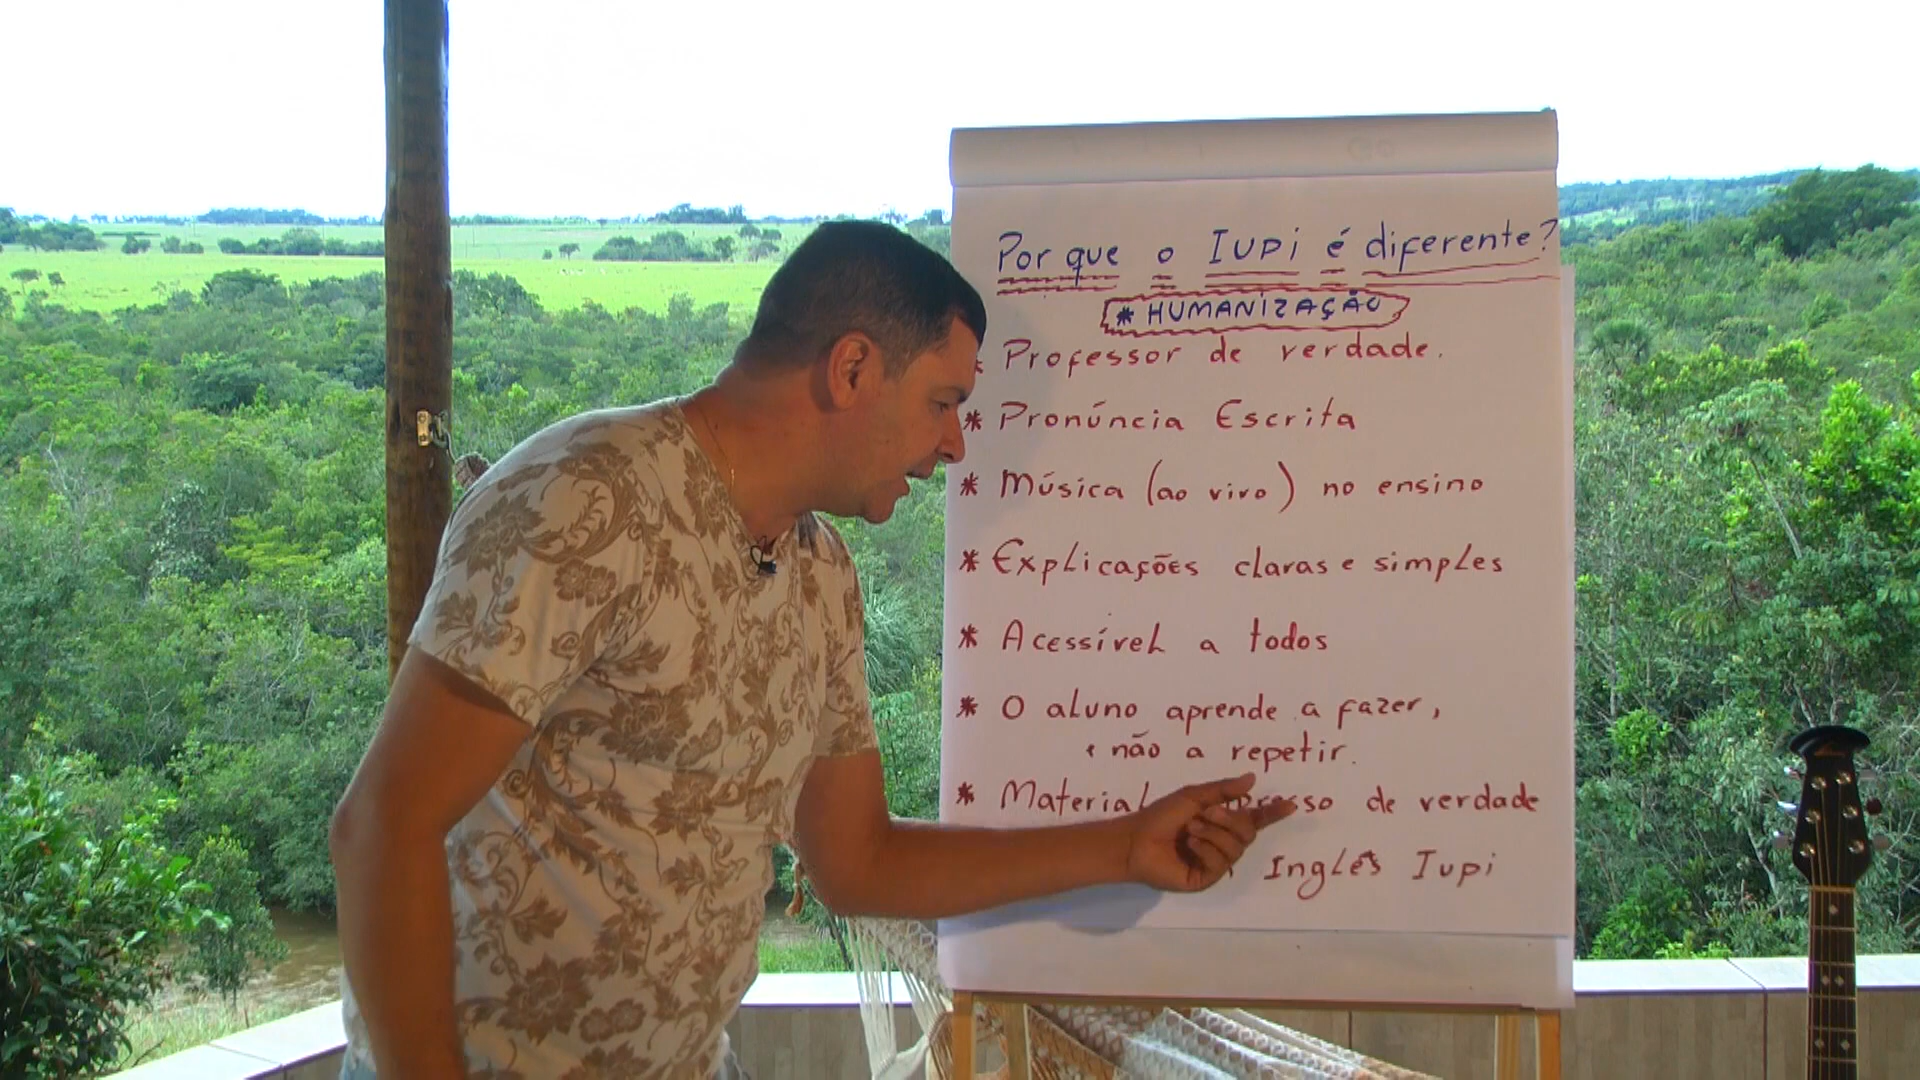 Por que o Iupi é diferente?
* HUMANIZAÇÃO
* Professor de verdade.
* Pronúncia Escrita
* Música (ao vivo) no ensino
* Explicações claras e simples
* Acessível a todos
* O aluno aprende a fazer,
e não a repetir.
* Material de verdade
Inglês Iupi